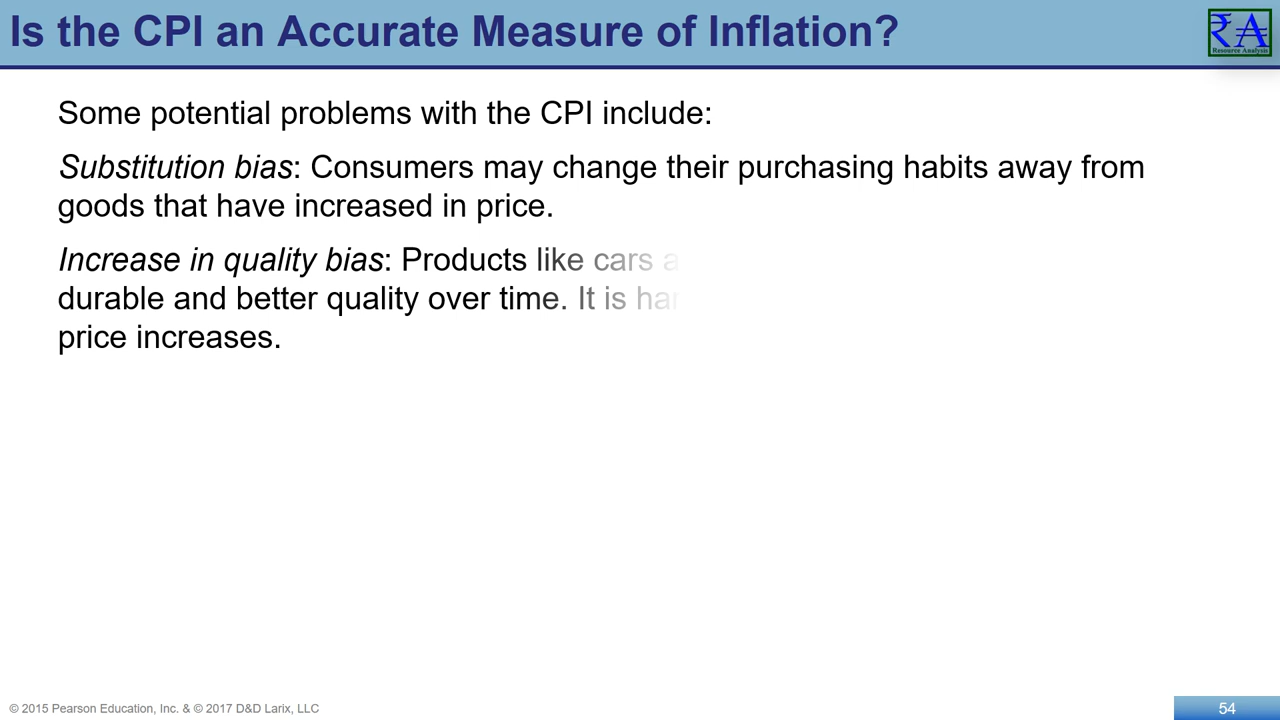 Is the CPI an Accurate Measure of Inflation?
₹A
Resource Analysis
Some potential problems with the CPI include:
Substitution bias: Consumers may change their purchasing habits away from
goods that have increased in price.
Increase in quality bias: Products like cars
durable and better quality over time. It is
price increases.
© 2015 Pearson Education, Inc. & © 2017 D&D Larix, LLC
54